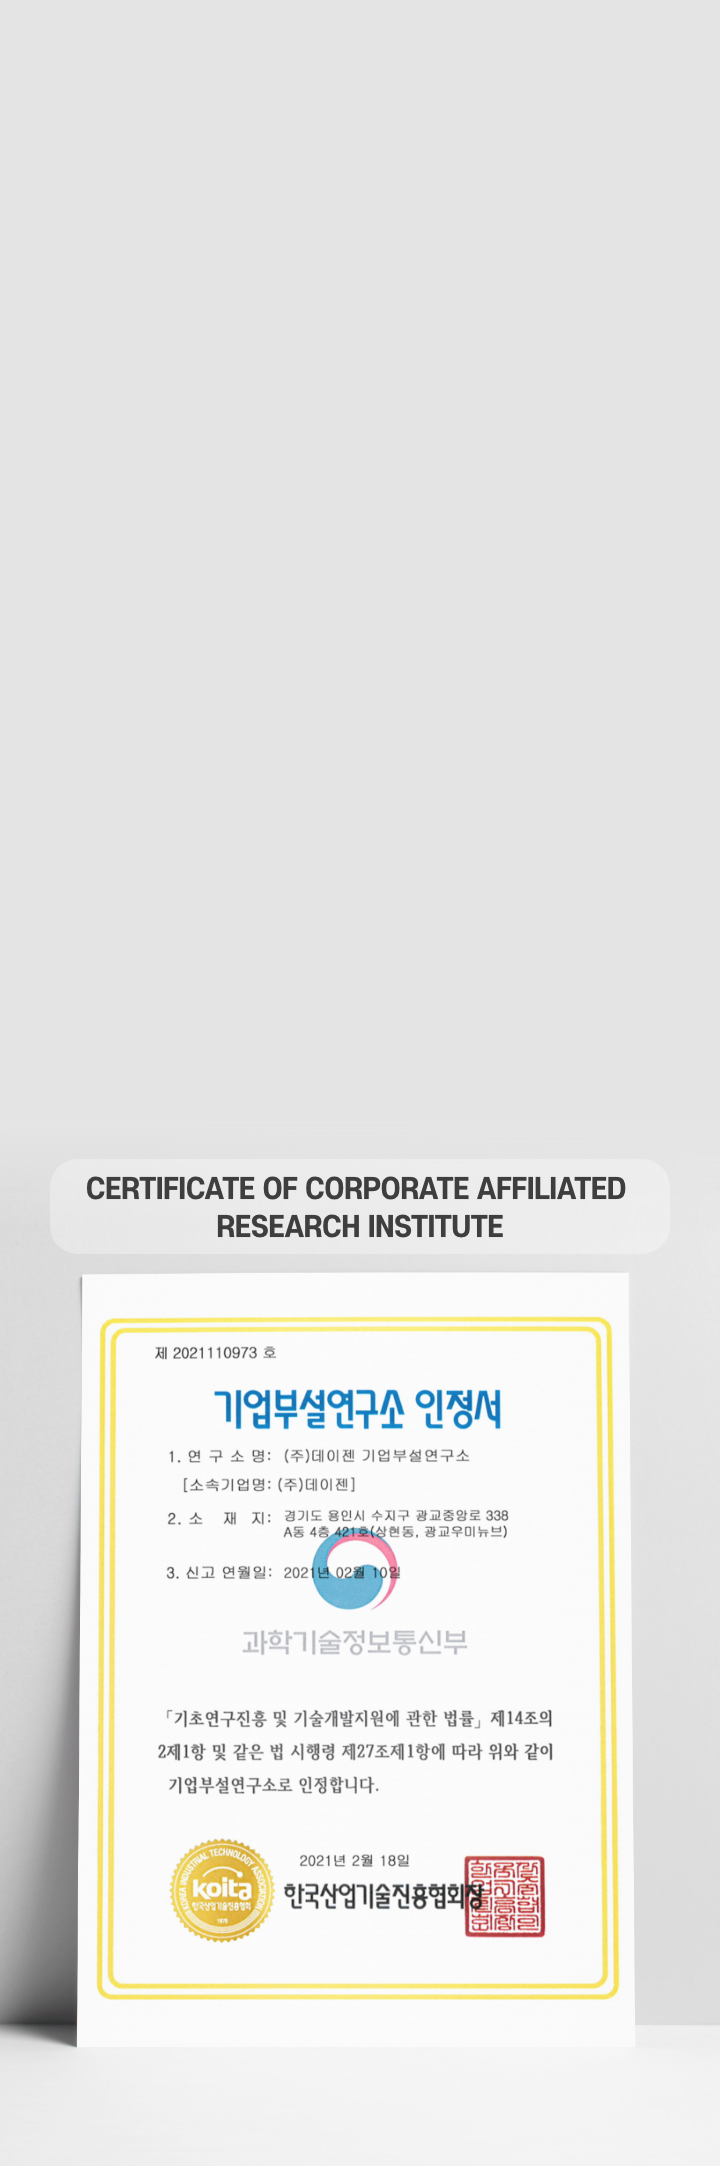 CERTIFICATE OF CORPORATE AFFILIATED
RESEARCH INSTITUTE
제 2021110973 호
기업부설연구소 인정서
1. 연 구 소 명: (주)데이젠 기업부설연구소
[소속기업명: (주)데이젠]
2. 소 재 지: 경기도 용인시 수지구 광교중앙로 338
A동 4층 421호(상현동, 광교우미뉴브)
3. 신고 연월일: 2021년 02월 10일
과학기술정보통신부
「기초연구진흥 및 기술개발지원에 관한 법률」 제14조의
2제1항 및 같은 법 시행령 제27조제1항에 따라 위와 같이
기업부설연구소로 인정합니다.
2021년 2월 18일
KOREA INDUSTRIAL TECHNOLOGY ASSOCIATION
koita
한국산업기술진흥협회
1979
한국산업기술진흥협회장